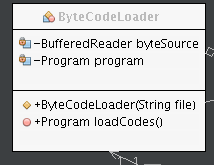 ByteCodeLoader
-BufferedReader byteSource
-Program program
+ByteCodeLoader(String file)
+Program loadCodes()